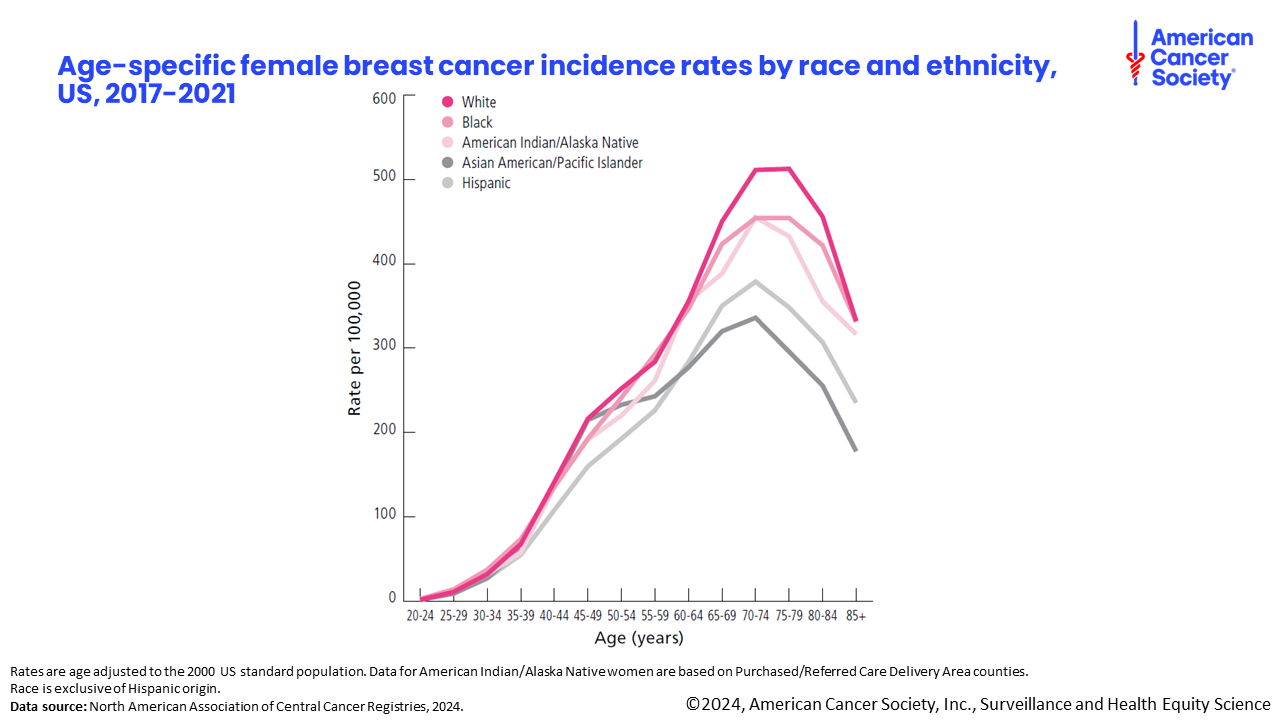 Age-specific female breast cancer incidence rates by race and ethnicity,
US, 2017-2021
American
Cancer
Society®
600
500
400
300
200
100
0
Rate per 100,000
White
Black
American Indian/Alaska Native
Asian American/Pacific Islander
Hispanic
20-24 25-29 30-34 35-39 40-44 45-49 50-54 55-59 60-64 65-69 70-74 75-79 80-84 85+
Age (years)
Rates are age adjusted to the 2000 US standard population. Data for American Indian/Alaska Native women are based on Purchased/Referred Care Delivery Area counties.
Race is exclusive of Hispanic origin.
Data source: North American Association of Central Cancer Registries, 2024.
©2024, American Cancer Society, Inc., Surveillance and Health Equity Science